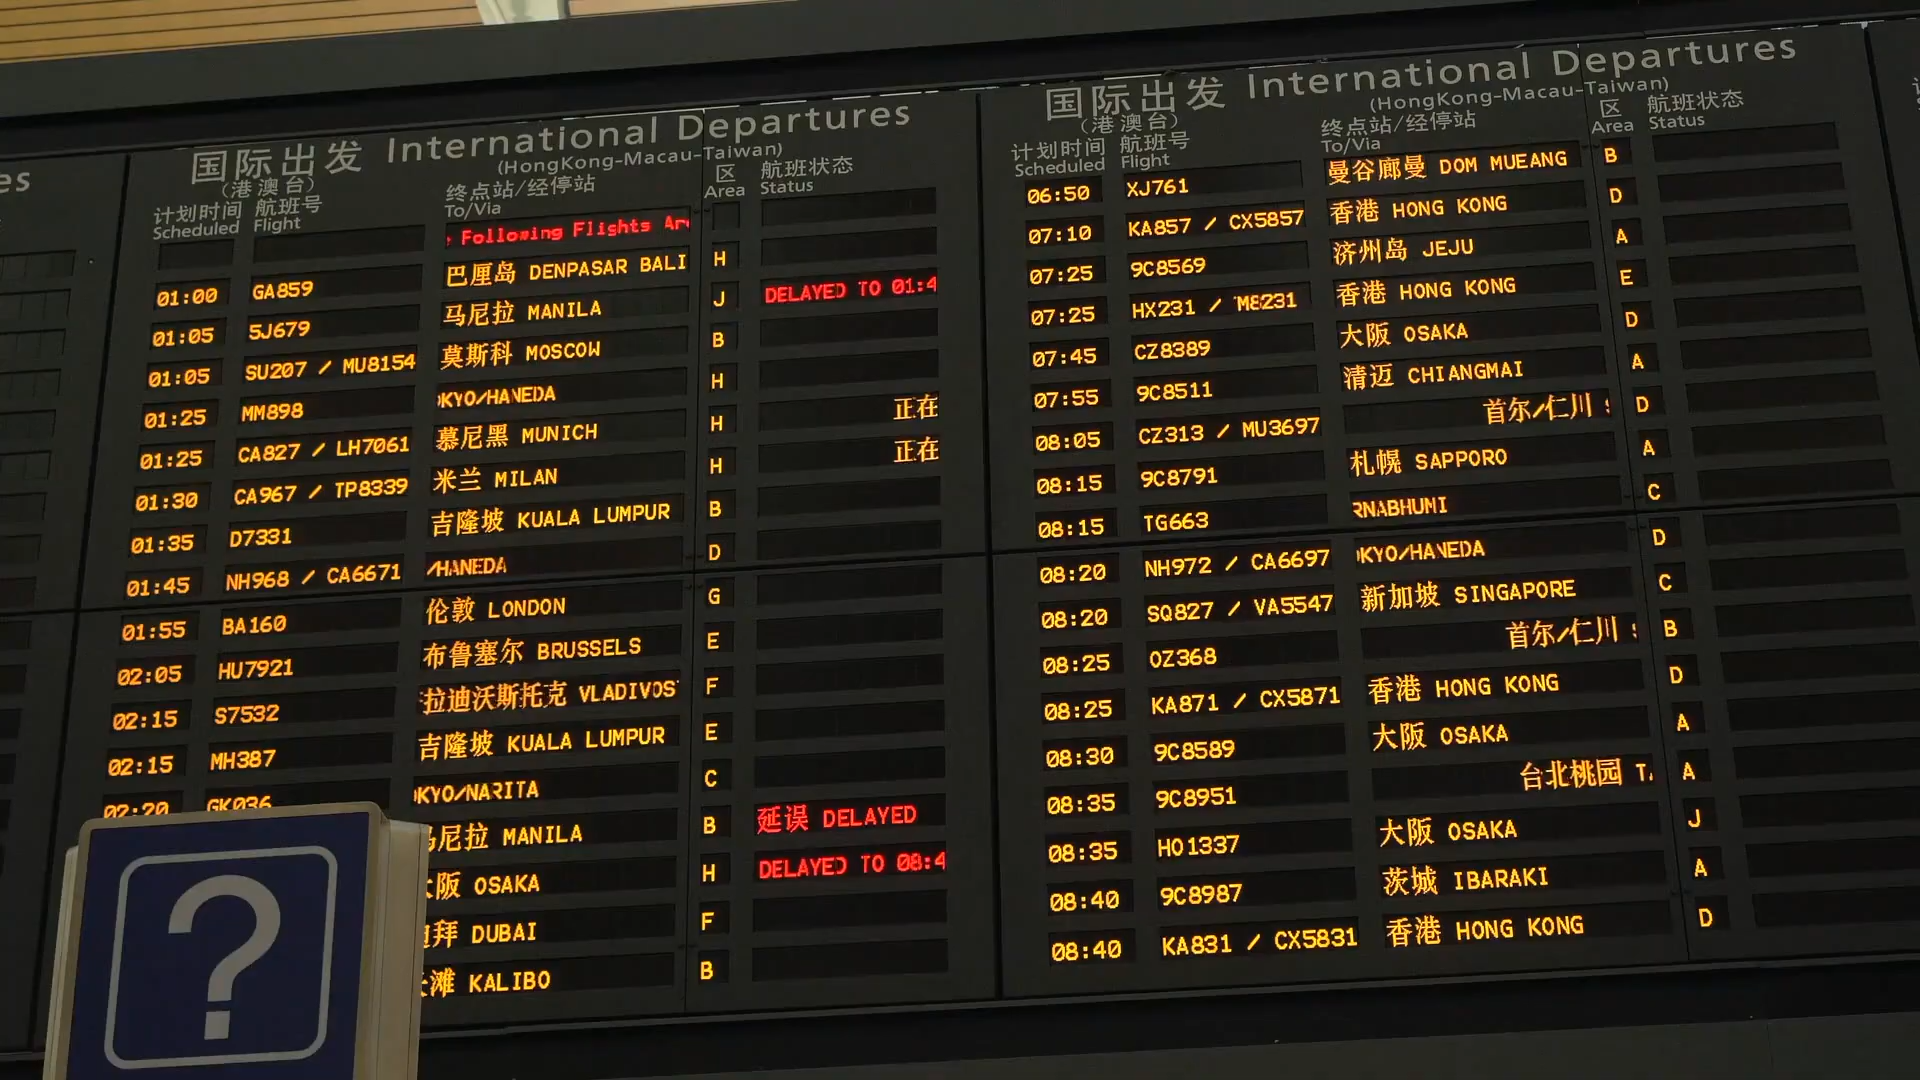 es
国际出发 International Departures
(港澳台) (HongKong-Macau-Taiwan)
计划时间 航班号 终点站/经停站 区 航班状态
Scheduled Flight To/Via Area Status
Following Flights Ar
01:00 GA859 巴厘岛 DENPASAR BALI H
01:05 5J679 马尼拉 MANILA J DELAYED TO 01:4
01:05 SU207 / MU8154 莫斯科 MOSCOW B
01:25 MM898 KYO/HANEDA H
01:25 CA827 / LH7061 慕尼黑 MUNICH H 正在
01:30 CA967 / TP8339 米兰 MILAN H 正在
01:35 D7331 吉隆坡 KUALA LUMPUR B
01:45 NH968 / CA6671 /HANEDA D
01:55 BA160 伦敦 LONDON G
02:05 HU7921 布鲁塞尔 BRUSSELS E
02:15 S7532 拉迪沃斯托克 VLADIVOS F
02:15 MH387 吉隆坡 KUALA LUMPUR E
02:20 GK036 KYO/NARITA C
马尼拉 MANILA B 延误 DELAYED
大阪 OSAKA H DELAYED TO 08:4
迪拜 DUBAI F
滩 KALIBO B
国际出发 International Departures
(港澳台) (HongKong-Macau-Taiwan)
计划时间 航班号 终点站/经停站 区 航班状态
Scheduled Flight To/Via Area Status
06:50 XJ761 曼谷廊曼 DOM MUEANG B
07:10 KA857 / CX5857 香港 HONG KONG D
07:25 9C8569 济州岛 JEJU A
07:25 HX231 / M8231 香港 HONG KONG E
07:45 CZ8389 大阪 OSAKA D
07:55 9C8511 清迈 CHIANGMAI A
08:05 CZ313 / MU3697 首尔/仁川 D
08:15 9C8791 札幌 SAPPORO A
08:15 TG663 RNABHUMI C
08:20 NH972 / CA6697 KYO/HANEDA D
08:20 SQ827 / VA5547 新加坡 SINGAPORE C
08:25 OZ368 首尔/仁川 B
08:25 KA871 / CX5871 香港 HONG KONG D
08:30 9C8589 大阪 OSAKA A
08:35 9C8951 台北桃园 T A
08:35 HO1337 大阪 OSAKA J
08:40 9C8987 茨城 IBARAKI A
08:40 KA831 / CX5831 香港 HONG KONG D
?